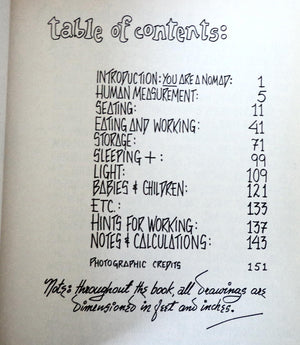 table of contents:
INTRODUCTION: YOU ARE A NOMAD: 1
HUMAN MEASUREMENT: 5
SEATING: 11
EATING AND WORKING: 41
STORAGE: 71
SLEEPING +: 99
LIGHT: 109
BABIES & CHILDREN: 121
ETC.: 133
HINTS FOR WORKING: 137
NOTES & CALCULATIONS: 143
PHOTOGRAPHIC CREDITS 151
Note: throughout the book, all drawings are
dimensioned in feet and inches.